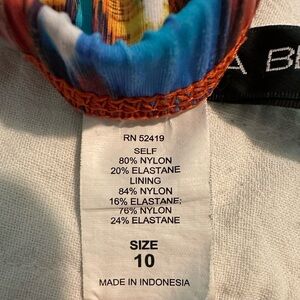 A B
RN 52419
SELF
80% NYLON
20% ELASTANE
LINING
84% NYLON
16% ELASTANE;
76% NYLON
24% ELASTANE
SIZE
10
MADE IN INDONESIA